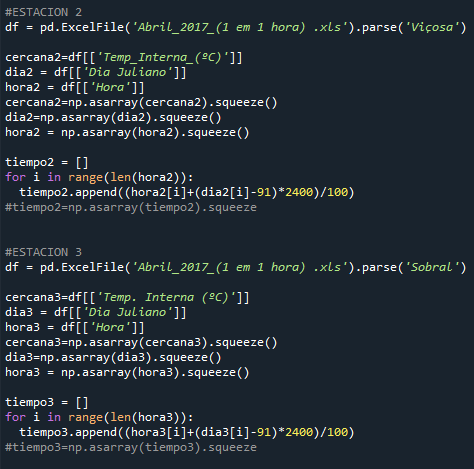 #ESTACION 2
df = pd.ExcelFile('Abril_2017_(1 em 1 hora) .xls').parse('Viçosa')
cercana2=df[['Temp_Interna_(ºC)']]
dia2 = df[['Dia Juliano']]
hora2 = df[['Hora']]
cercana2=np.asarray(cercana2).squeeze()
dia2=np.asarray(dia2).squeeze()
hora2 = np.asarray(hora2).squeeze()
tiempo2 = []
for i in range(len(hora2)):
  tiempo2.append((hora2[i]+(dia2[i]-91)*2400)/100)
#tiempo2=np.asarray(tiempo2).squeeze
#ESTACION 3
df = pd.ExcelFile('Abril_2017_(1 em 1 hora) .xls').parse('Sobral')
cercana3=df[['Temp. Interna (ºC)']]
dia3 = df[['Dia Juliano']]
hora3 = df[['Hora']]
cercana3=np.asarray(cercana3).squeeze()
dia3=np.asarray(dia3).squeeze()
hora3 = np.asarray(hora3).squeeze()
tiempo3 = []
for i in range(len(hora3)):
  tiempo3.append((hora3[i]+(dia3[i]-91)*2400)/100)
#tiempo3=np.asarray(tiempo3).squeeze